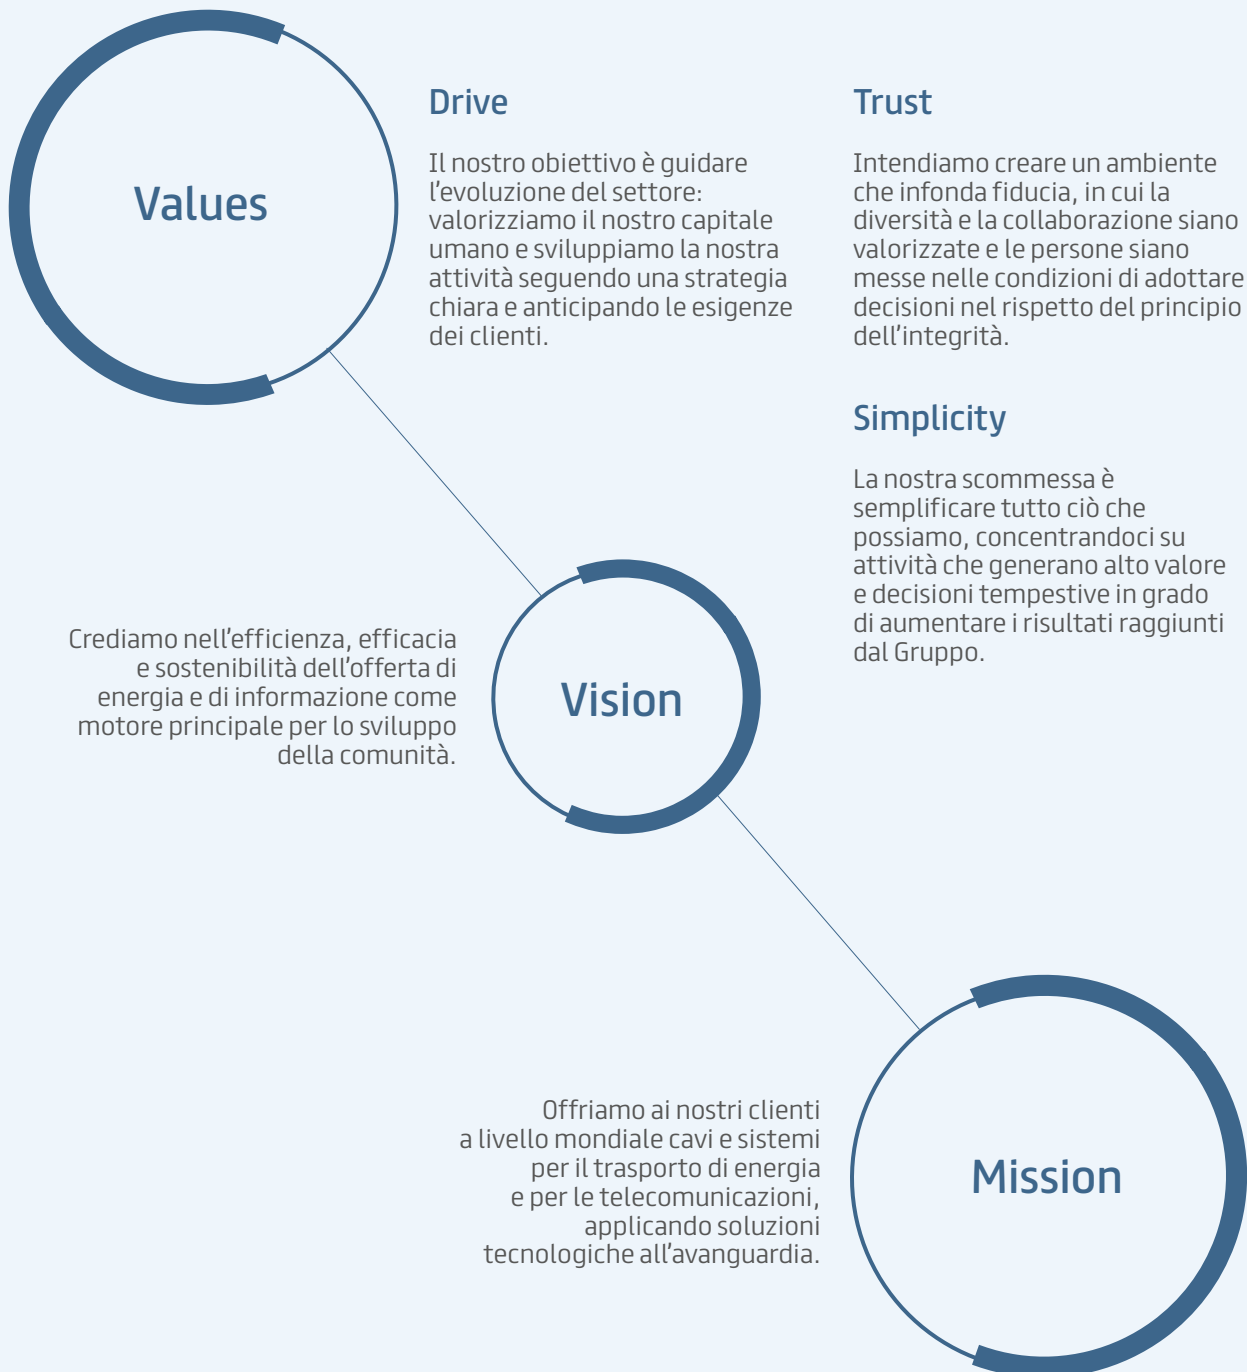 Values
Drive
Il nostro obiettivo è guidare
l'evoluzione del settore:
valorizziamo il nostro capitale
umano e sviluppiamo la nostra
attività seguendo una strategia
chiara e anticipando le esigenze
dei clienti.
Trust
Intendiamo creare un ambiente
che infonda fiducia, in cui la
diversità e la collaborazione siano
valorizzate e le persone siano
messe nelle condizioni di adottare
decisioni nel rispetto del principio
dell'integrità.
Simplicity
La nostra scommessa è
semplificare tutto ciò che
possiamo, concentrandoci su
attività che generano alto valore
e decisioni tempestive in grado
di aumentare i risultati raggiunti
dal Gruppo.
Vision
Crediamo nell'efficienza, efficacia
e sostenibilità dell'offerta di
energia e di informazione come
motore principale per lo sviluppo
della comunità.
Mission
Offriamo ai nostri clienti
a livello mondiale cavi e sistemi
per il trasporto di energia
e per le telecomunicazioni,
applicando soluzioni
tecnologiche all'avanguardia.